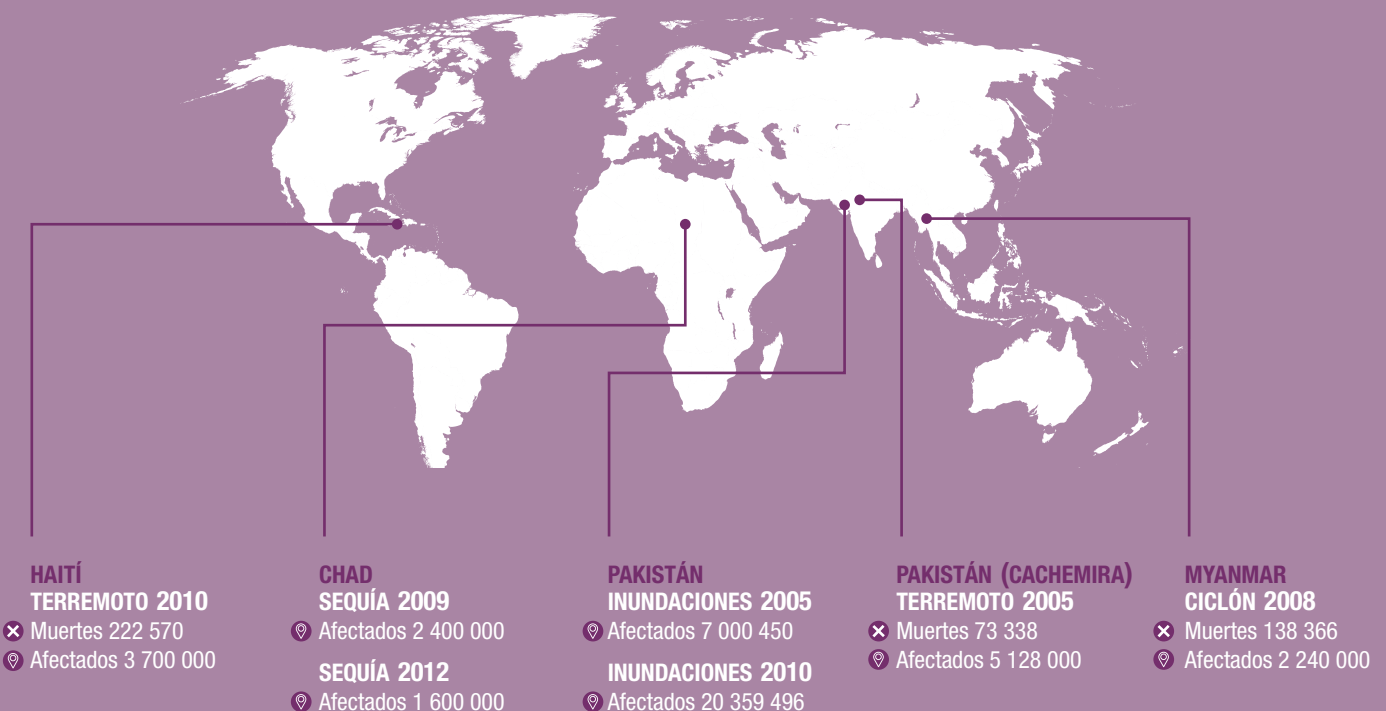 HAITÍ
TERREMOTO 2010
Muertes 222 570
Afectados 3 700 000
CHAD
SEQUÍA 2009
Afectados 2 400 000
SEQUÍA 2012
Afectados 1 600 000
PAKISTÁN
INUNDACIONES 2005
Afectados 7 000 450
INUNDACIONES 2010
Afectados 20 359 496
PAKISTÁN (CACHEMIRA)
TERREMOTO 2005
Muertes 73 338
Afectados 5 128 000
MYANMAR
CICLÓN 2008
Muertes 138 366
Afectados 2 240 000